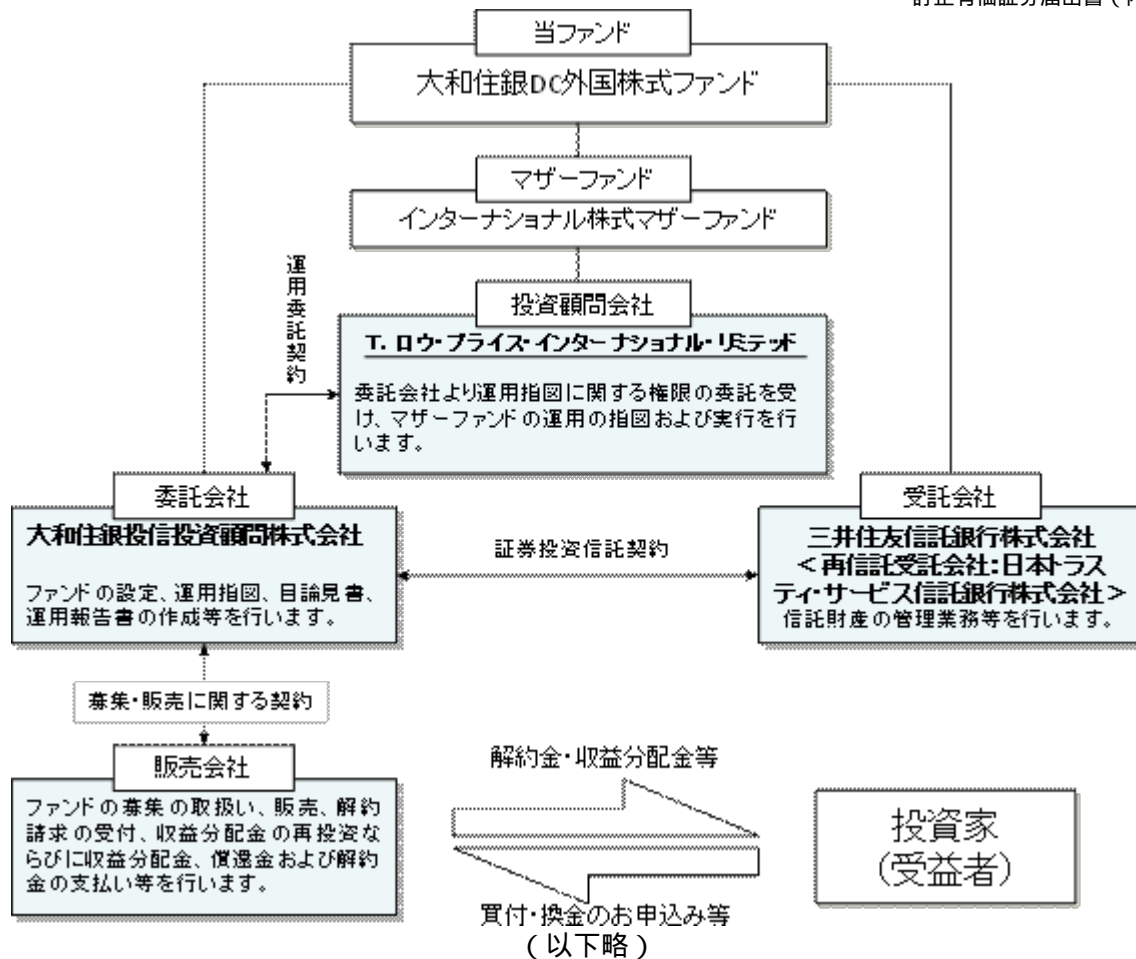 当ファンド
大和住銀DC外国株式ファンド
マザーファンド
インターナショナル株式マザーファンド
運用委託契約
投資顧問会社
T. ロウ・プライス・インターナショナル・リミテッド
委託会社より運用指図に関する権限の委託を受
け、マザーファンドの運用の指図および実行を行
います。
委託会社
大和住銀投信投資顧問株式会社
ファンドの設定、運用指図、目論見書、
運用報告書の作成等を行います。
証券投資信託契約
受託会社
三井住友信託銀行株式会社
＜再信託受託会社:日本トラス
ティ・サービス信託銀行株式会社＞
信託財産の管理業務等を行います。
募集・販売に関する契約
販売会社
ファンドの募集の取扱い、販売、解約
請求の受付、収益分配金の再投資な
らびに収益分配金、償還金および解約
金の支払い等を行います。
解約金・収益分配金等
買付・換金のお申込み等
投資家
(受益者)
(以下略)